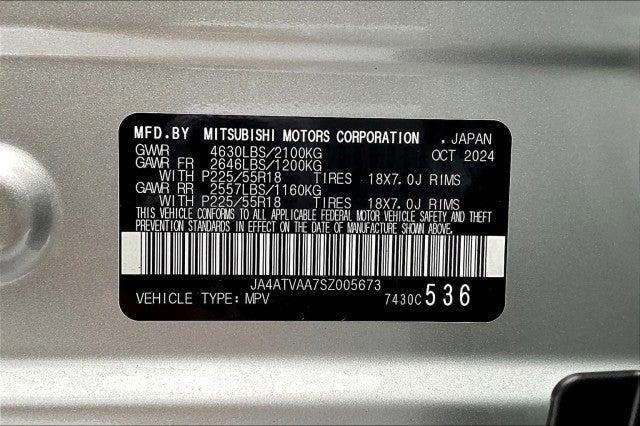 MFD.BY MITSUBISHI MOTORS CORPORATION , JAPAN
GWWR 4630LBS/2100KG OCT 2024
GAWR FR 2646LBS/1200KG
WITH P225/55R18 TIRES 18X7.0J RIMS
GAWR RR 2557LBS/1160KG
WITH P225/55R18 TIRES 18X7.0J RIMS
THIS VEHICLE CONFORMS TO ALL APPLICABLE FEDERAL MOTOR VEHICLE SAFETY AND THEFT
PREVENTION STANDARDS IN EFFECT ON THE DATE OF MANUFACTURE SHOWN ABOVE.
JA4ATVAA7SZ005673
VEHICLE TYPE: MPV 7430C 536